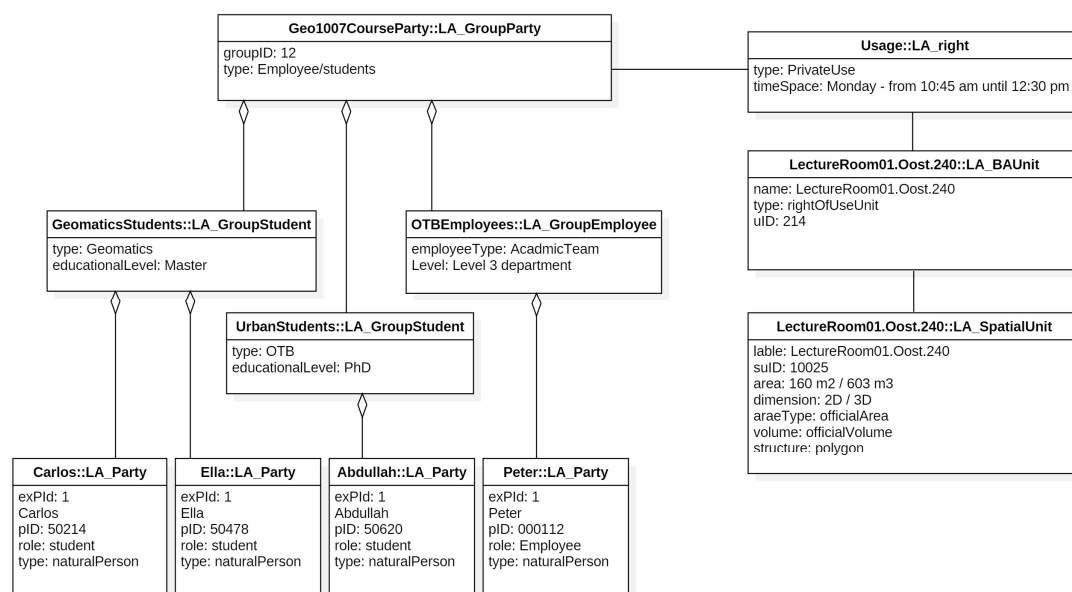 Geo1007CourseParty::LA_GroupParty
groupID: 12
type: Employee/students
Usage::LA_right
type: PrivateUse
timeSpace: Monday - from 10:45 am until 12:30 pm
LectureRoom01.Oost.240::LA_BAUnit
name: LectureRoom01.Oost.240
type: rightOfUseUnit
uID: 214
GeomaticsStudents::LA_GroupStudent
type: Geomatics
educationalLevel: Master
OTBEmployees::LA_GroupEmployee
employeeType: AcadmicTeam
Level: Level 3 department
UrbanStudents::LA_GroupStudent
type: OTB
educationalLevel: PhD
LectureRoom01.Oost.240::LA_SpatialUnit
lable: LectureRoom01.Oost.240
suID: 10025
area: 160 m2 / 603 m3
dimension: 2D / 3D
araeType: officialArea
volume: officialVolume
structure: polygon
Carlos::LA_Party
exPId: 1
Carlos
pID: 50214
role: student
type: naturalPerson
Ella::LA_Party
exPId: 1
Ella
pID: 50478
role: student
type: naturalPerson
Abdullah::LA_Party
exPId: 1
Abdullah
pID: 50620
role: student
type: naturalPerson
Peter::LA_Party
exPId: 1
Peter
pID: 000112
role: Employee
type: naturalPerson